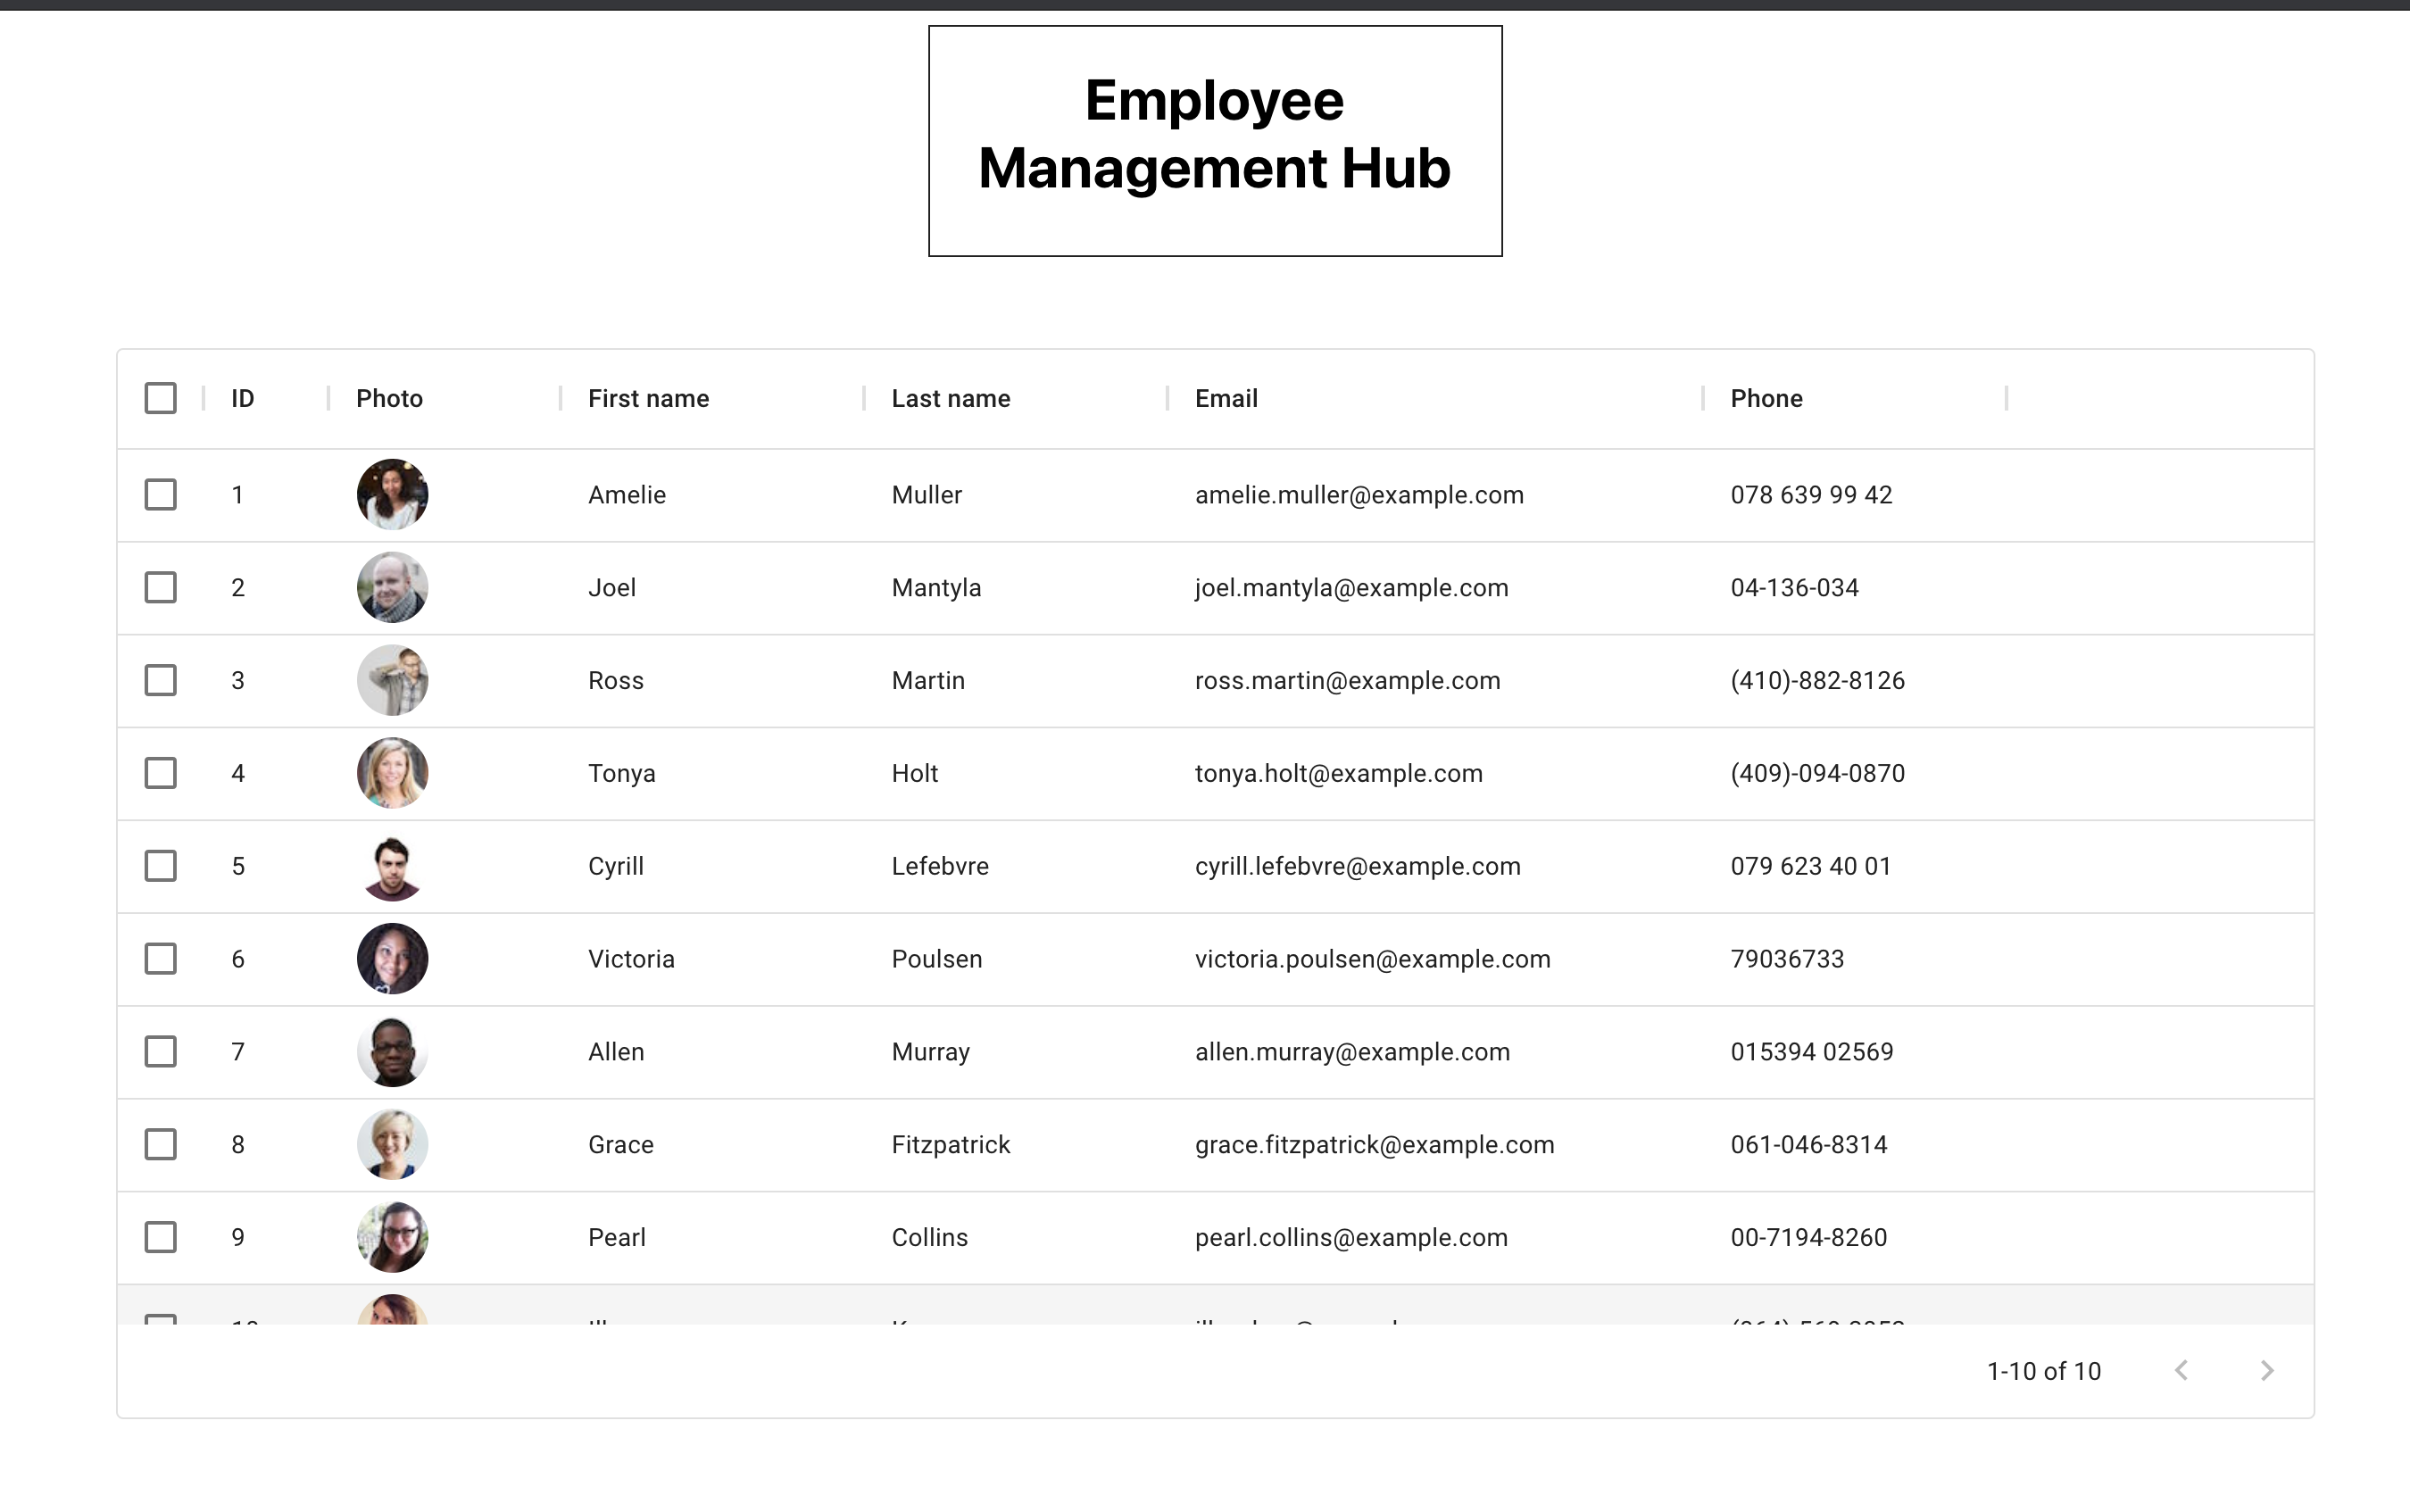 Employee
Management Hub
ID Photo First name Last name Email Phone
1 Amelie Muller amelie.muller@example.com 078 639 99 42
2 Joel Mantyla joel.mantyla@example.com 04-136-034
3 Ross Martin ross.martin@example.com (410)-882-8126
4 Tonya Holt tonya.holt@example.com (409)-094-0870
5 Cyrill Lefebvre cyrill.lefebvre@example.com 079 623 40 01
6 Victoria Poulsen victoria.poulsen@example.com 79036733
7 Allen Murray allen.murray@example.com 015394 02569
8 Grace Fitzpatrick grace.fitzpatrick@example.com 061-046-8314
9 Pearl Collins pearl.collins@example.com 00-7194-8260
1-10 of 10